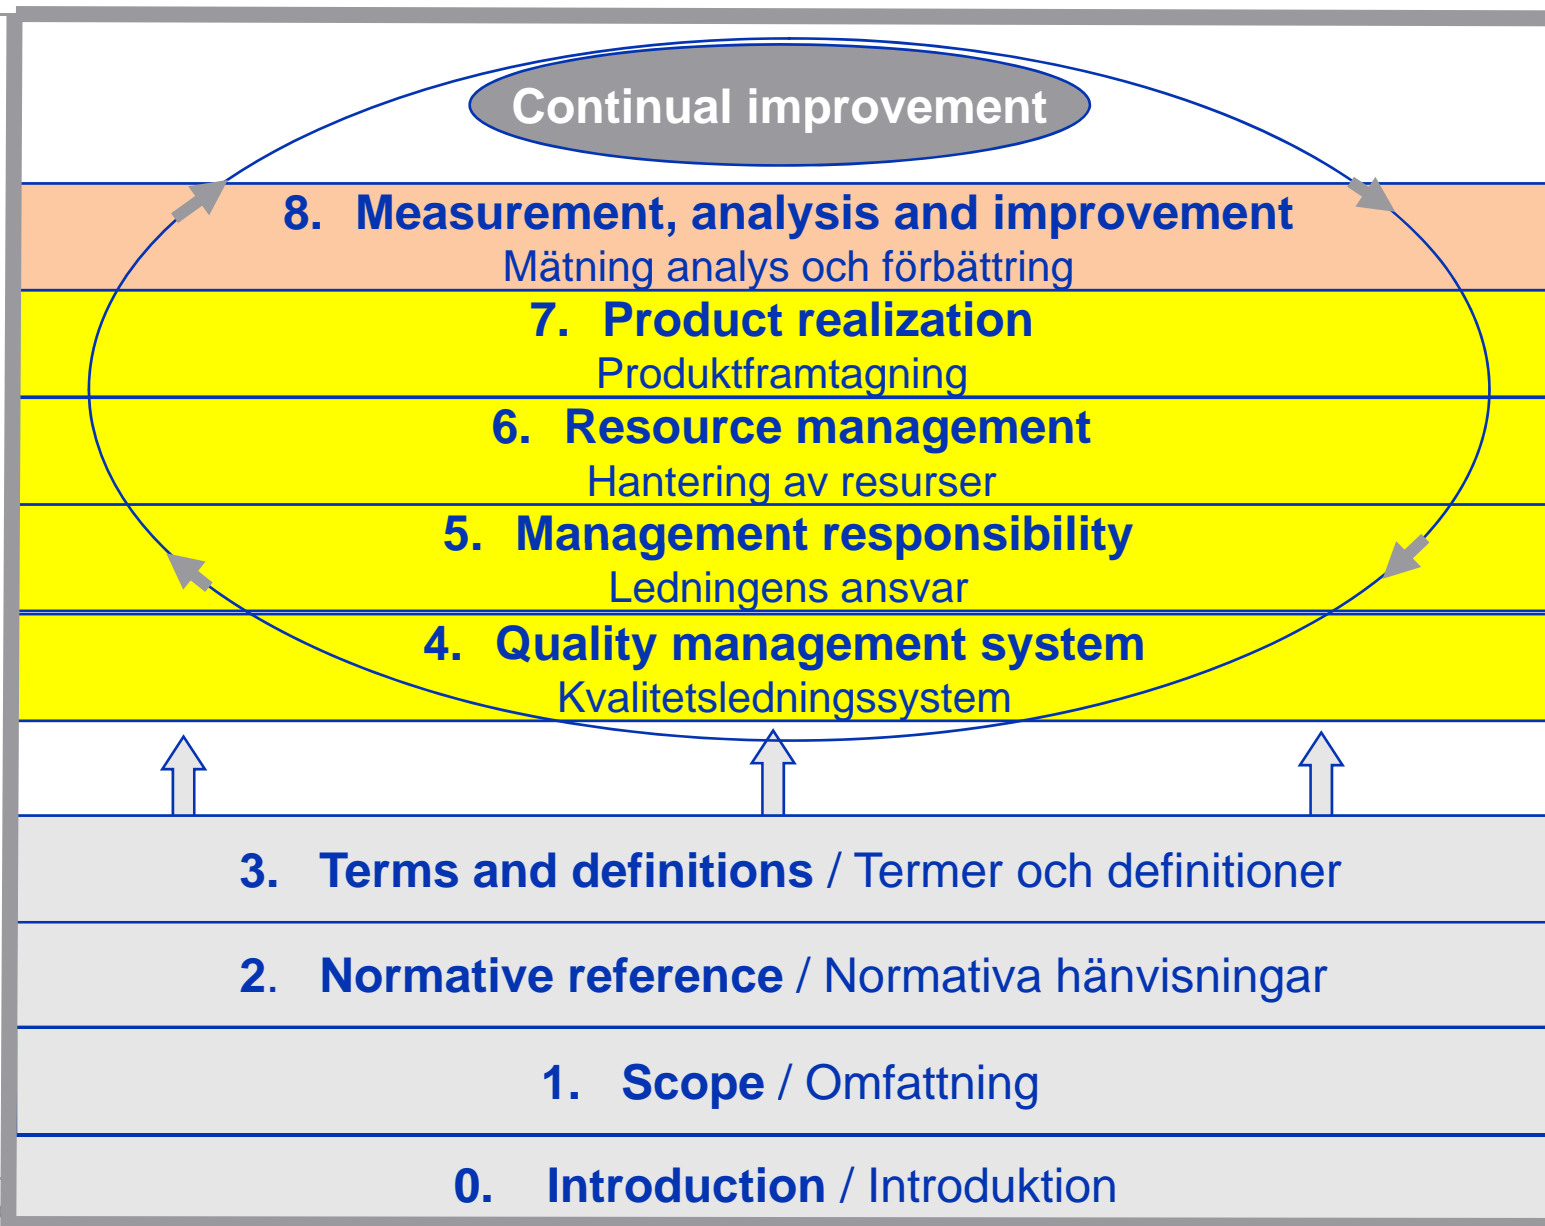 Continual improvement
8. Measurement, analysis and improvement
Mätning analys och förbättring
7. Product realization
Produktframtagning
6. Resource management
Hantering av resurser
5. Management responsibility
Ledningens ansvar
4. Quality management system
Kvalitetsledningssystem
3. Terms and definitions / Termer och definitioner
2. Normative reference / Normativa hänvisningar
1. Scope / Omfattning
0. Introduction / Introduktion